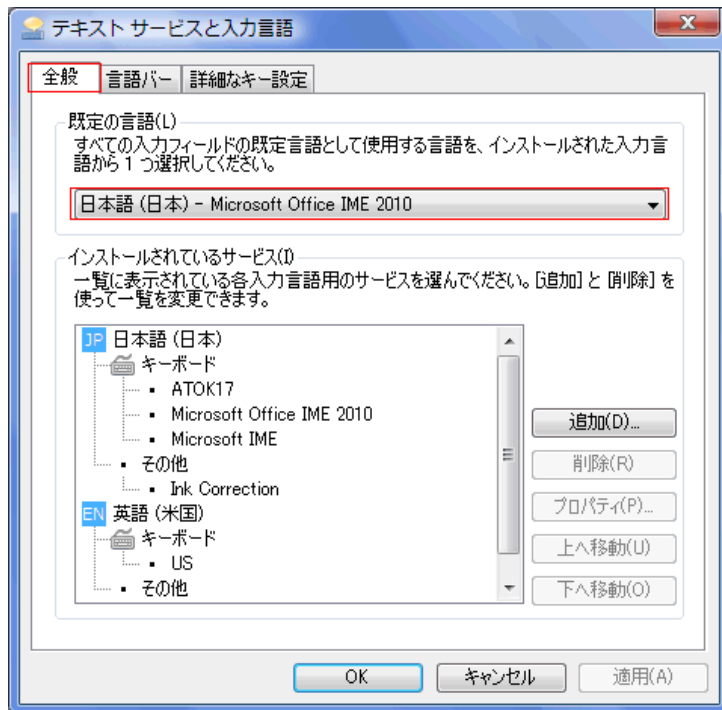 テキスト サービスと入力言語
全般
言語バー
詳細なキー設定
既定の言語(L)
すべての入力フィールドの既定言語として使用する言語を、インストールされた入力言
語から 1 つ選択してください。
日本語 (日本) - Microsoft Office IME 2010
インストールされているサービス(I)
一覧に表示されている各入力言語用のサービスを選んでください。[追加] と [削除] を
使って一覧を変更できます。
JP 日本語 (日本)
キーボード
ATOK17
Microsoft Office IME 2010
Microsoft IME
その他
Ink Correction
EN 英語 (米国)
キーボード
US
その他
追加(D)...
削除(R)
プロパティ(P)...
上へ移動(U)
下へ移動(O)
OK
キャンセル
適用(A)